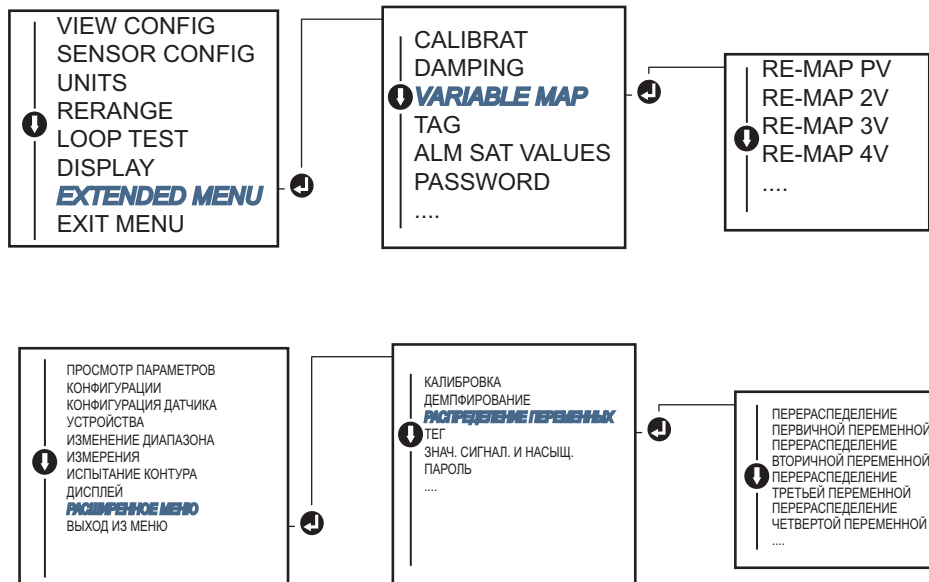 VIEW CONFIG
SENSOR CONFIG
UNITS
RERANGE
LOOP TEST
DISPLAY
EXTENDED MENU
EXIT MENU
CALIBRAT
DAMPING
VARIABLE MAP
TAG
ALM SAT VALUES
PASSWORD
....
RE-MAP PV
RE-MAP 2V
RE-MAP 3V
RE-MAP 4V
....
ПРОСМОТР ПАРАМЕТРОВ
КОНФИГУРАЦИИ
КОНФИГУРАЦИЯ ДАТЧИКА
УСТРОЙСТВА
ИЗМЕНЕНИЕ ДИАПАЗОНА
ИЗМЕРЕНИЯ
ИСПЫТАНИЕ КОНТУРА
ДИСПЛЕЙ
РАСШИРЕННОЕ МЕНЮ
ВЫХОД ИЗ МЕНЮ
КАЛИБРОВКА
ДЕМПФИРОВАНИЕ
РАСПРЕДЕЛЕНИЕ ПЕРЕМЕННЫХ
ТЕГ
ЗНАЧ. СИГНАЛ. И НАСЫЩ.
ПАРОЛЬ
....
ПЕРЕРАСПЕДЕЛЕНИЕ
ПЕРВИЧНОЙ ПЕРЕМЕННОЙ
ПЕРЕРАСПЕДЕЛЕНИЕ
ВТОРИЧНОЙ ПЕРЕМЕННОЙ
ПЕРЕРАСПЕДЕЛЕНИЕ
ТРЕТЬЕЙ ПЕРЕМЕННОЙ
ПЕРЕРАСПЕДЕЛЕНИЕ
ЧЕТВЕРТОЙ ПЕРЕМЕННОЙ
....